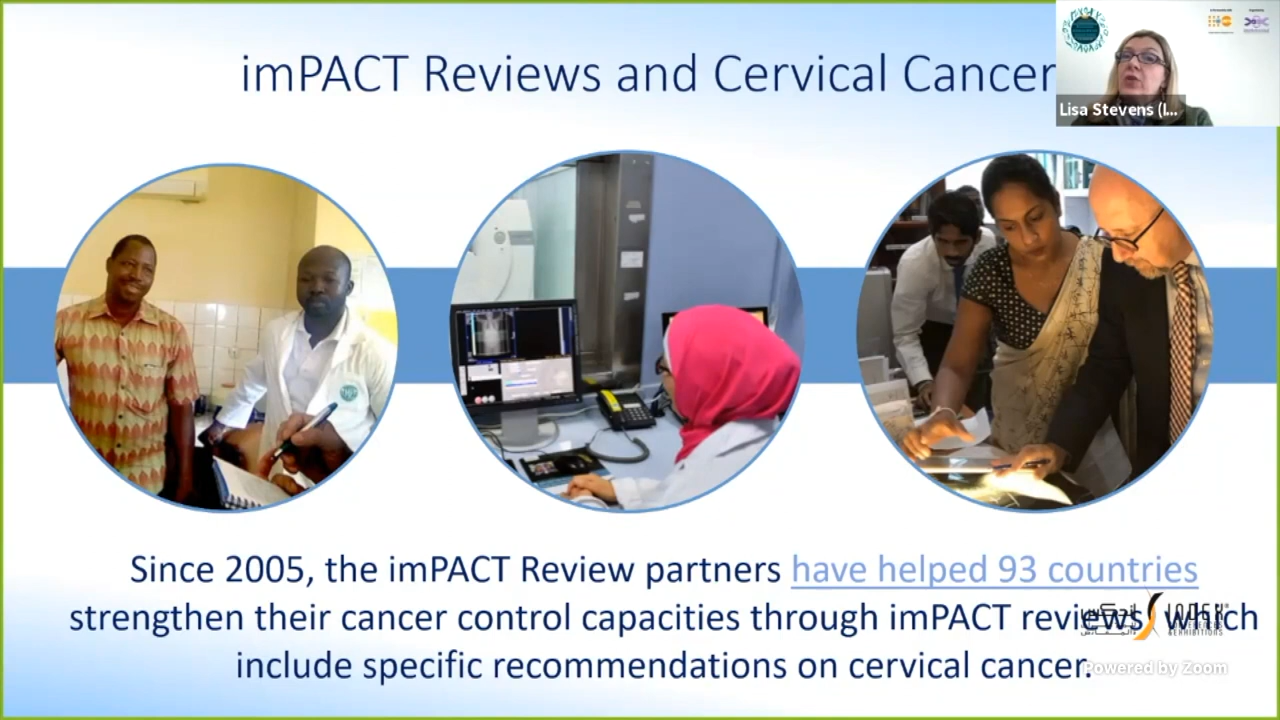 imPACT Reviews and Cervical Cancer
Lisa Stevens (I...
Since 2005, the imPACT Review partners have helped 93 countries
strengthen their cancer control capacities through imPACT reviews, which
include specific recommendations on cervical cancer.
& EXHIBITIONS
Powered by Zoom